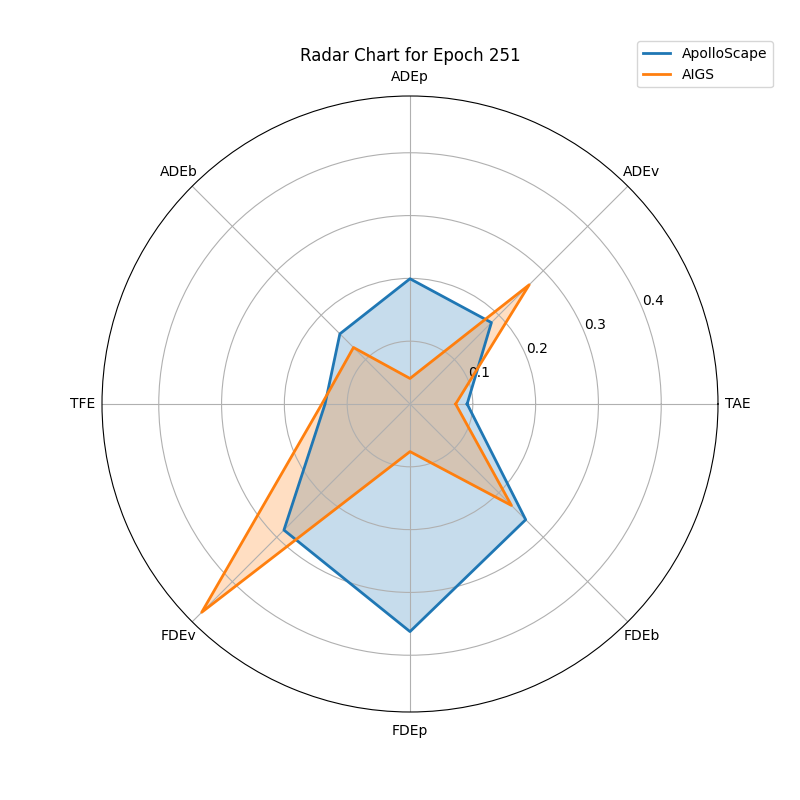 ApolloScape
AIGS
Radar Chart for Epoch 251
ADEp
ADEb
ADEv
0.4
0.3
0.2
0.1
TFE
TAE
FDEv
FDEb
FDEp